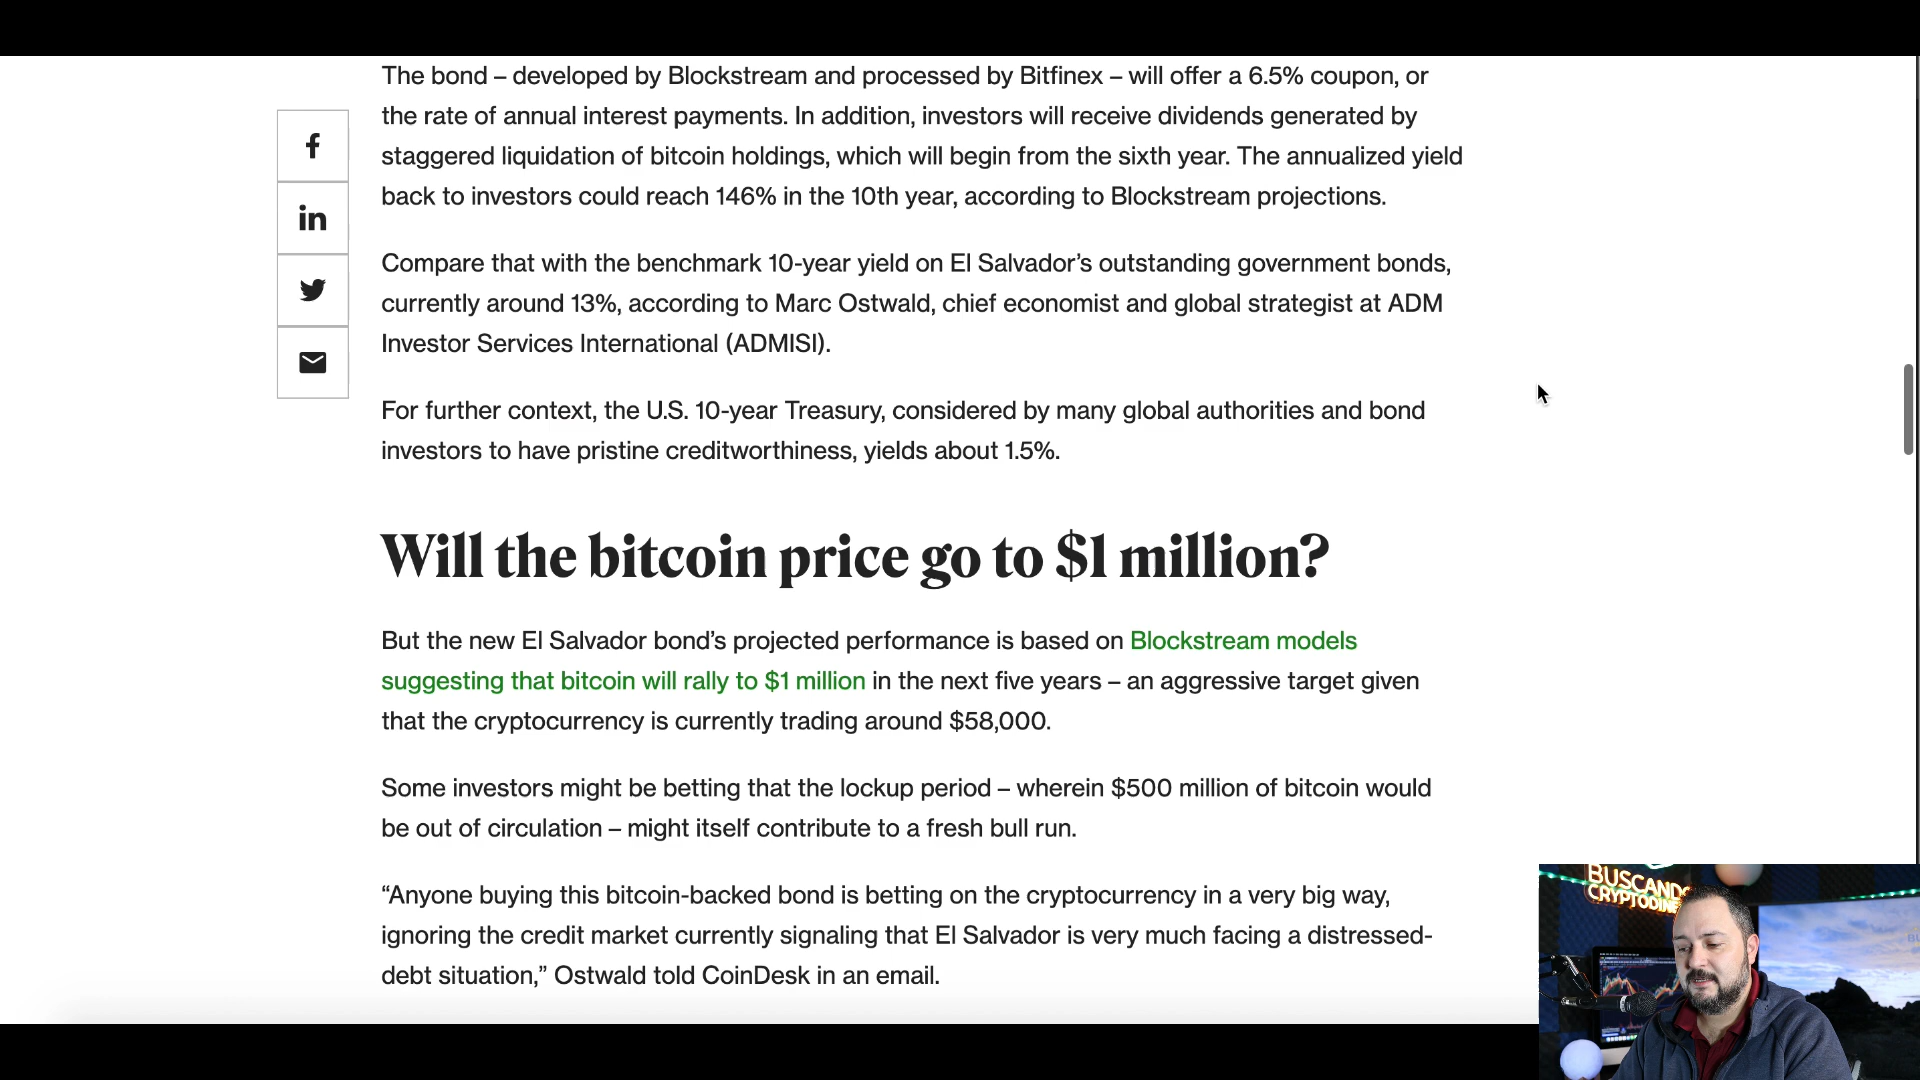 The bond – developed by Blockstream and processed by Bitfinex – will offer a 6.5% coupon, or
the rate of annual interest payments. In addition, investors will receive dividends generated by
staggered liquidation of bitcoin holdings, which will begin from the sixth year. The annualized yield
back to investors could reach 146% in the 10th year, according to Blockstream projections.
Compare that with the benchmark 10-year yield on El Salvador’s outstanding government bonds,
currently around 13%, according to Marc Ostwald, chief economist and global strategist at ADM
Investor Services International (ADMISI).
For further context, the U.S. 10-year Treasury, considered by many global authorities and bond
investors to have pristine creditworthiness, yields about 1.5%.
Will the bitcoin price go to $1 million?
But the new El Salvador bond’s projected performance is based on Blockstream models
suggesting that bitcoin will rally to $1 million in the next five years – an aggressive target given
that the cryptocurrency is currently trading around $58,000.
Some investors might be betting that the lockup period – wherein $500 million of bitcoin would
be out of circulation – might itself contribute to a fresh bull run.
“Anyone buying this bitcoin-backed bond is betting on the cryptocurrency in a very big way,
ignoring the credit market currently signaling that El Salvador is very much facing a distressed-
debt situation,” Ostwald told CoinDesk in an email.
BUSCAND
CRYPTODINE